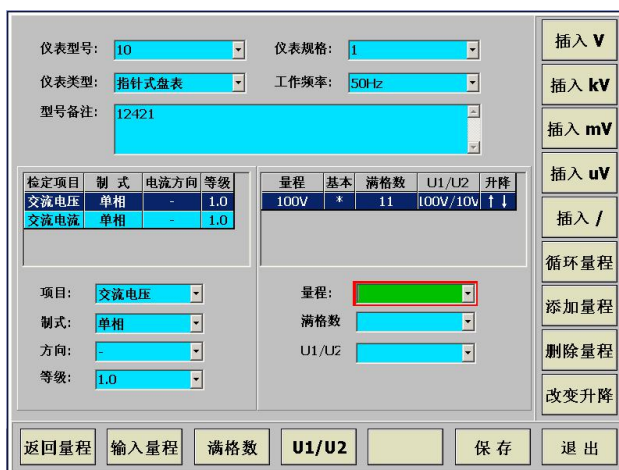 仪表型号: 10 仪表规格: 1
仪表类型: 指针式盘表 工作频率: 50Hz
型号备注: 12421
检定项目 制 式 电流方向 等级
交流电压 单相 - 1.0
交流电流 单相 - 1.0
量程 基本 满格数 U1/U2 升降
100V * 11 100V/10V ↑↓
项目: 交流电压
制式: 单相
方向: -
等级: 1.0
量程:
满格数
U1/U2
插入 V
插入 kV
插入 mV
插入 uV
插入 /
循环量程
添加量程
删除量程
改变升降
返回量程 输入量程 满格数 U1/U2 保 存 退 出